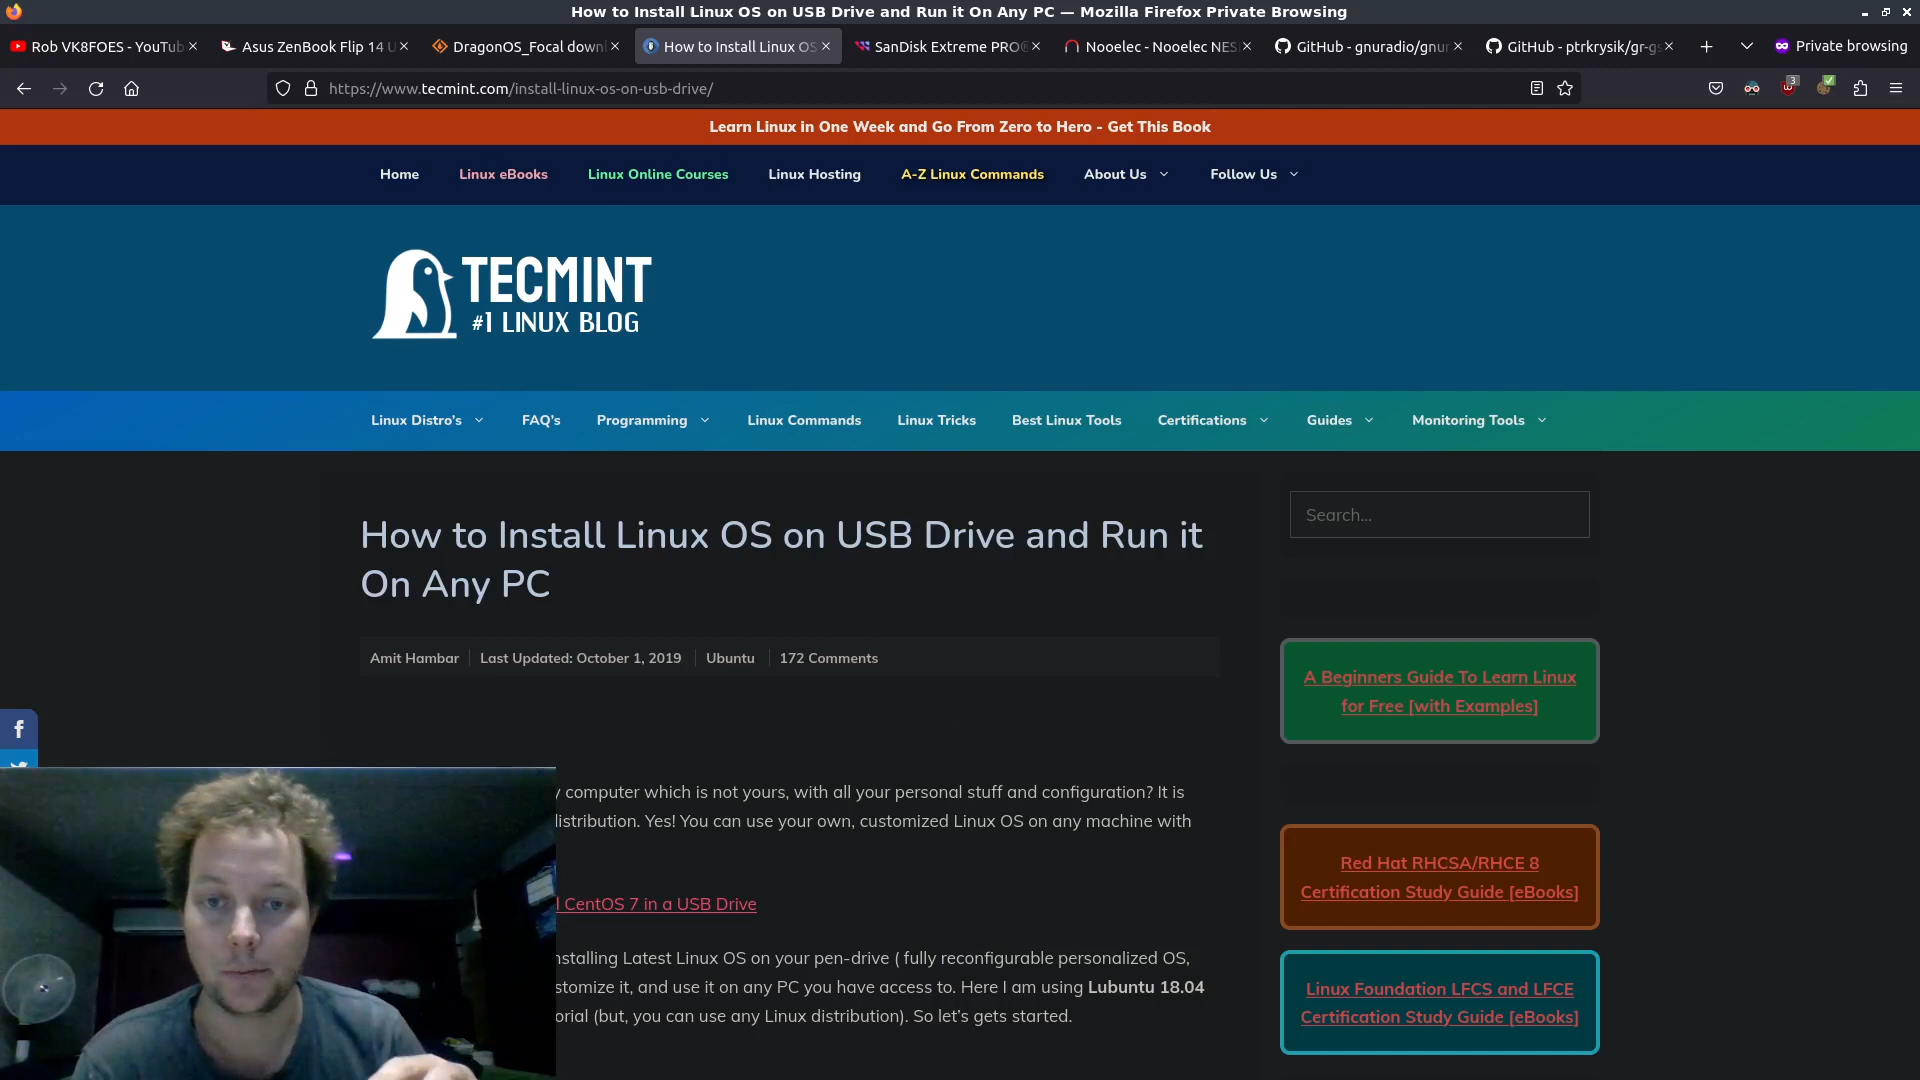 How to Install Linux OS on USB Drive and Run it On Any PC — Mozilla Firefox Private Browsing
Rob VK8FOES - YouTub
Asus ZenBook Flip 14 U
DragonOS_Focal downl
How to Install Linux OS
SanDisk Extreme PRO®
Nooelec - Nooelec NES
GitHub - gnuradio/gnur
GitHub - ptrkrysik/gr-gs
Private browsing
https://www.tecmint.com/install-linux-os-on-usb-drive/
3
Learn Linux in One Week and Go From Zero to Hero - Get This Book
Home Linux eBooks Linux Online Courses Linux Hosting A-Z Linux Commands About Us Follow Us
TECMINT
#1 LINUX BLOG
Linux Distro's FAQ's Programming Linux Commands Linux Tricks Best Linux Tools Certifications Guides Monitoring Tools
How to Install Linux OS on USB Drive and Run it
On Any PC
Search...
Amit Hambar Last Updated: October 1, 2019 Ubuntu 172 Comments
A Beginners Guide To Learn Linux
for Free [with Examples]
y computer which is not yours, with all your personal stuff and configuration? It is
distribution. Yes! You can use your own, customized Linux OS on any machine with
l CentOS 7 in a USB Drive
nstalling Latest Linux OS on your pen-drive ( fully reconfigurable personalized OS,
stomize it, and use it on any PC you have access to. Here I am using Lubuntu 18.04
orial (but, you can use any Linux distribution). So let's gets started.
Red Hat RHCSA/RHCE 8
Certification Study Guide [eBooks]
Linux Foundation LFCS and LFCE
Certification Study Guide [eBooks]